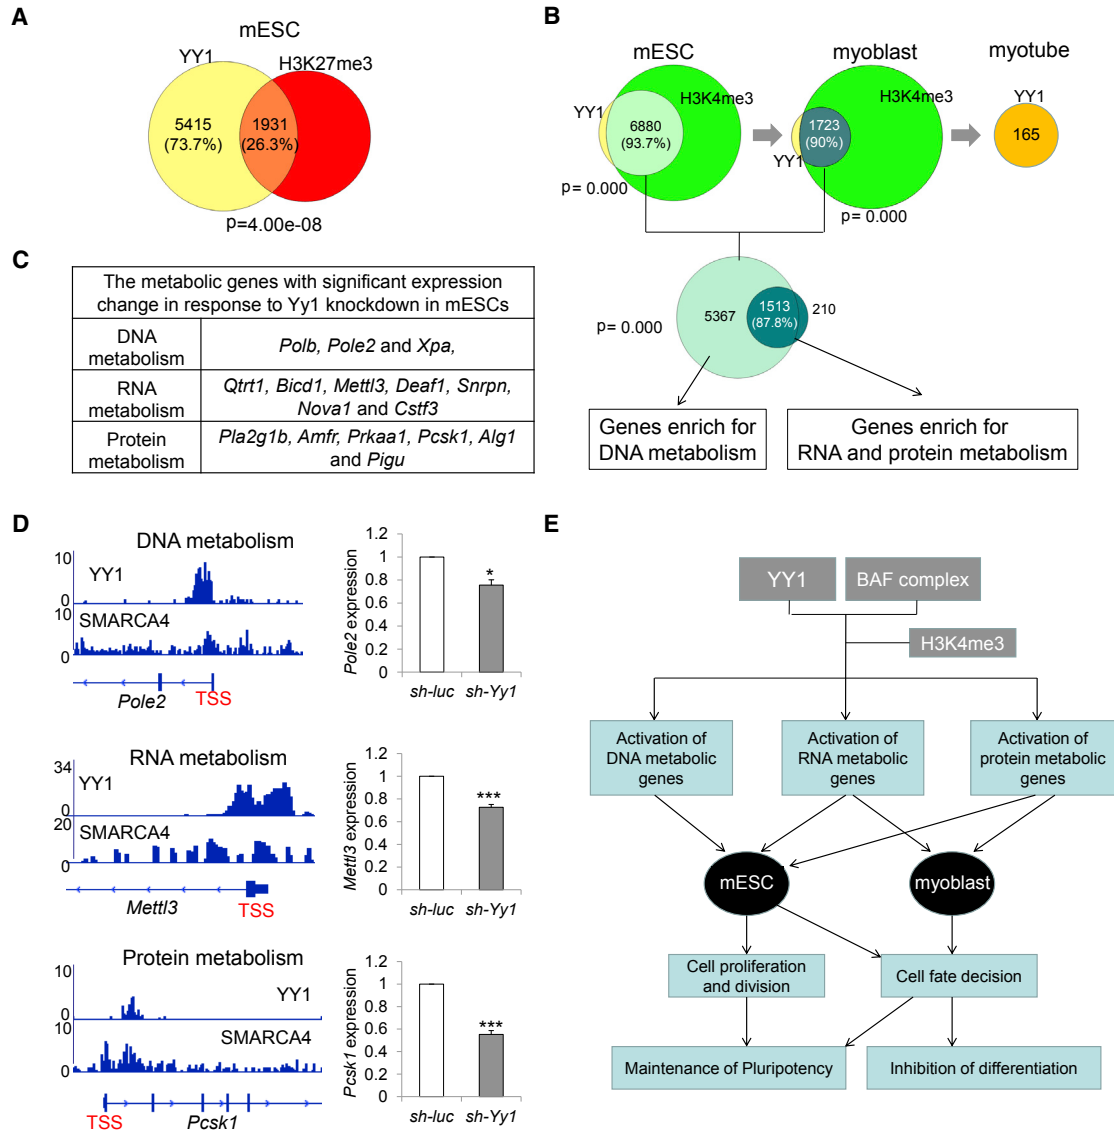 A
mESC
YY1
H3K27me3
5415
(73.7%)
1931
(26.3%)
p=4.00e-08
B
mESC
myoblast
myotube
YY1
H3K4me3
6880
(93.7%)
p= 0.000
H3K4me3
1723
(90%)
YY1
p= 0.000
YY1
165
5367
1513
(87.8%)
210
p= 0.000
Genes enrich for
DNA metabolism
Genes enrich for
RNA and protein metabolism
C
The metabolic genes with significant expression
change in response to Yy1 knockdown in mESCs
DNA
metabolism
Polb, Pole2 and Xpa,
RNA
metabolism
Qtrt1, Bicd1, Mettl3, Deaf1, Snrpn,
Nova1 and Cstf3
Protein
metabolism
Pla2g1b, Amfr, Prkaa1, Pcsk1, Alg1
and Pigu
D
DNA metabolism
10
YY1
0
10
SMARCA4
0
Pole2
TSS
Pole2 expression
1.2
1
0.8
0.6
0.4
0.2
0
*
sh-luc
sh-Yy1
RNA metabolism
34
YY1
0
20
SMARCA4
0
Mettl3
TSS
Mettl3 expression
1.2
1
0.8
0.6
0.4
0.2
0
***
sh-luc
sh-Yy1
Protein metabolism
10
YY1
0
10
SMARCA4
0
TSS
Pcsk1
Pcsk1 expression
1.2
1
0.8
0.6
0.4
0.2
0
***
sh-luc
sh-Yy1
E
YY1
BAF complex
H3K4me3
Activation of
DNA metabolic
genes
Activation of
RNA metabolic
genes
Activation of
protein metabolic
genes
mESC
myoblast
Cell proliferation
and division
Cell fate decision
Maintenance of Pluripotency
Inhibition of differentiation